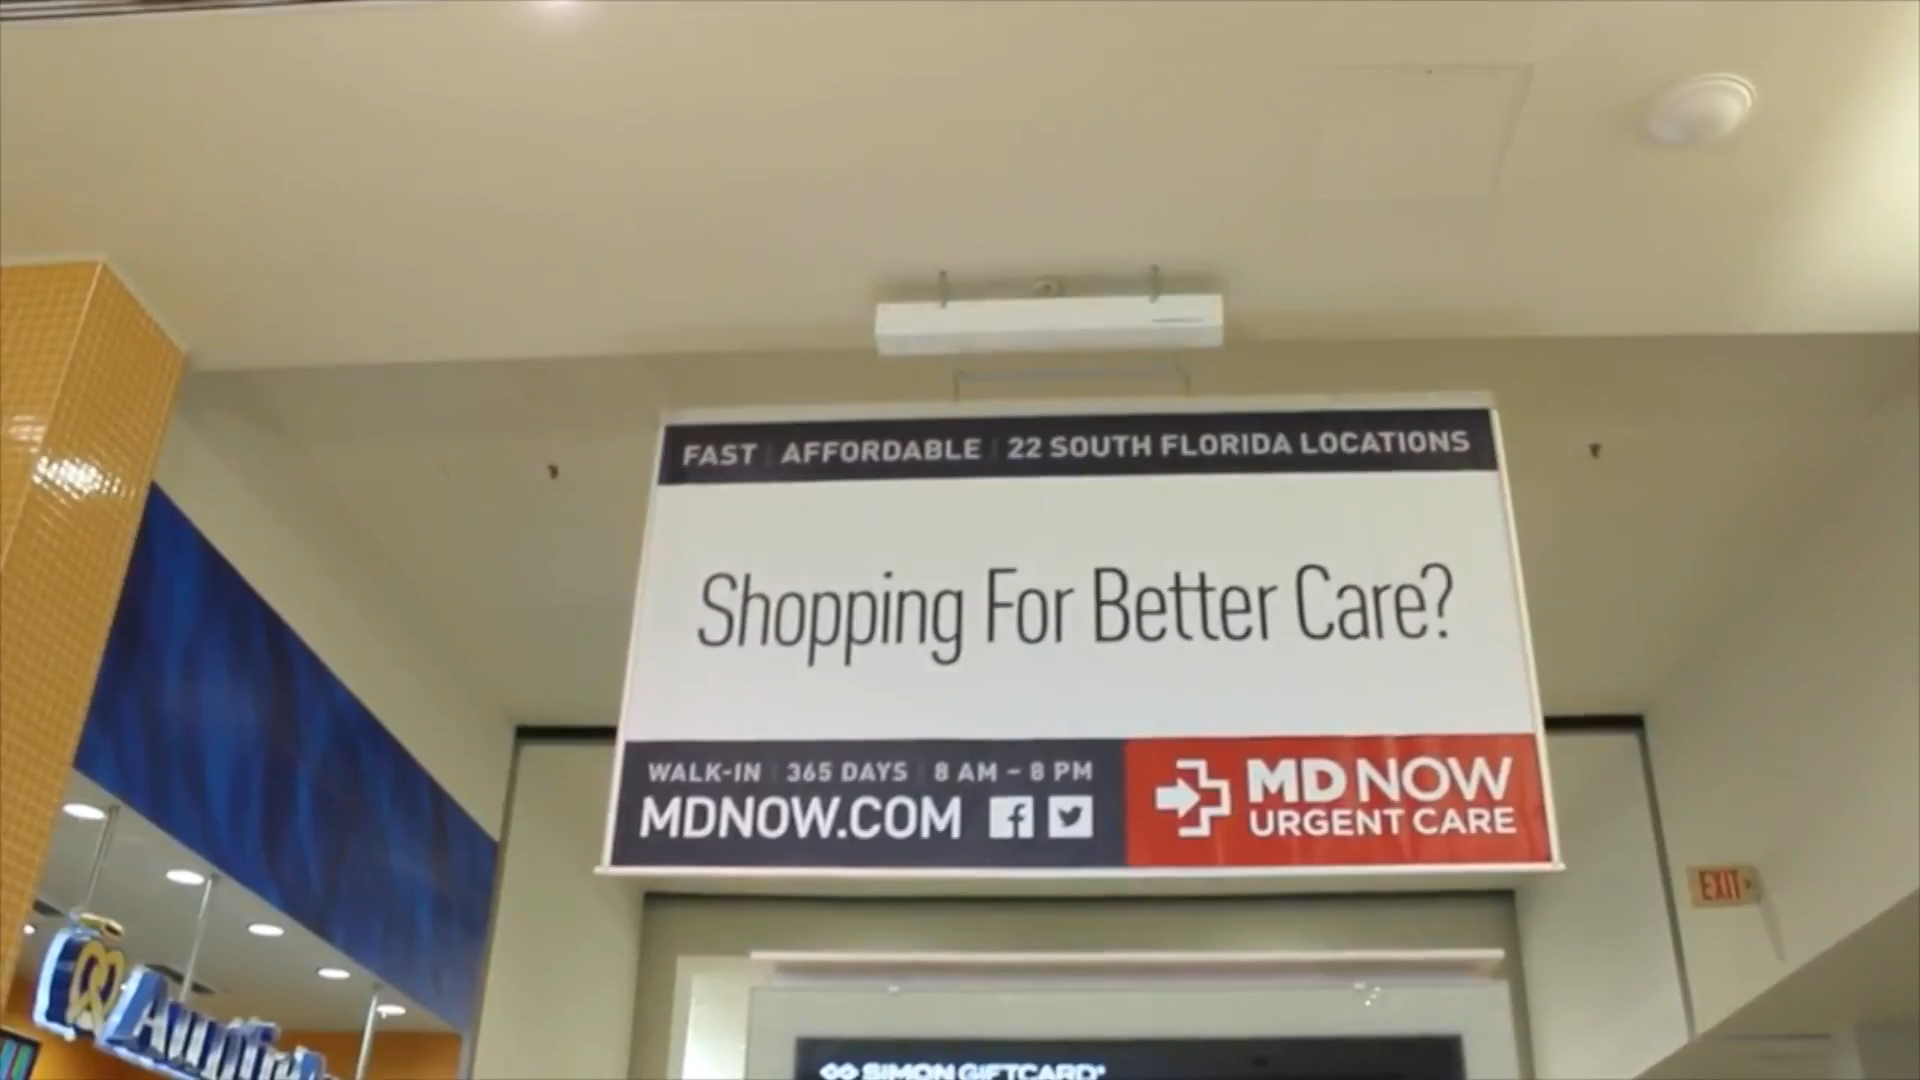 FAST | AFFORDABLE | 22 SOUTH FLORIDA LOCATIONS
Shopping For Better Care?
WALK-IN | 365 DAYS | 8 AM – 8 PM
MDNOW.COM
MD NOW
URGENT CARE
EXIT
SIMON GIFTCARD®